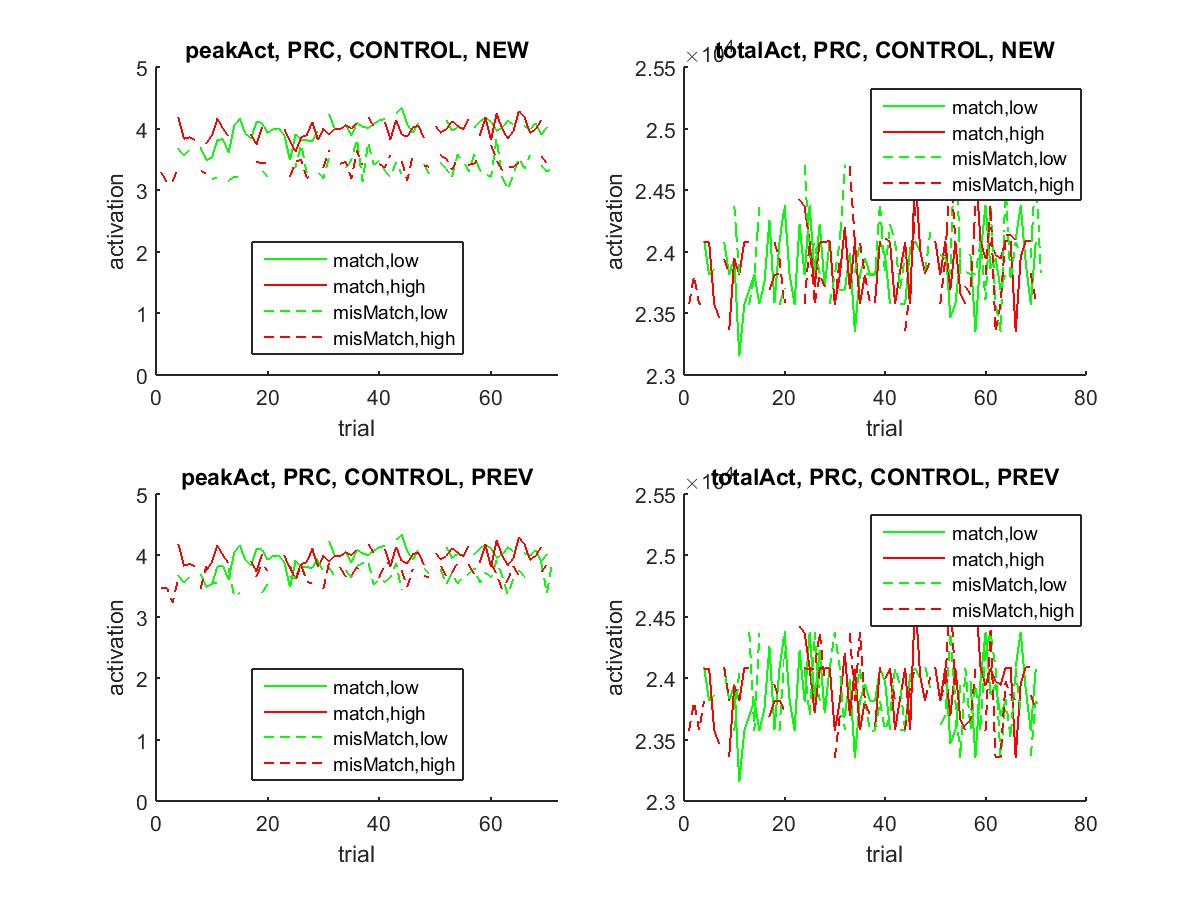 peakAct, PRC, CONTROL, NEW
5
4
3
2
1
0
activation
match,low
match,high
misMatch,low
misMatch,high
0 20 40 60
trial
totalAct, PRC, CONTROL, NEW
×10
2.55
2.5
2.45
2.4
2.35
2.3
activation
match,low
match,high
misMatch,low
misMatch,high
0 20 40 60 80
trial
peakAct, PRC, CONTROL, PREV
5
4
3
2
1
0
activation
match,low
match,high
misMatch,low
misMatch,high
0 20 40 60
trial
totalAct, PRC, CONTROL, PREV
×10⁴
2.55
2.5
2.45
2.4
2.35
2.3
activation
match,low
match,high
misMatch,low
misMatch,high
0 20 40 60 80
trial